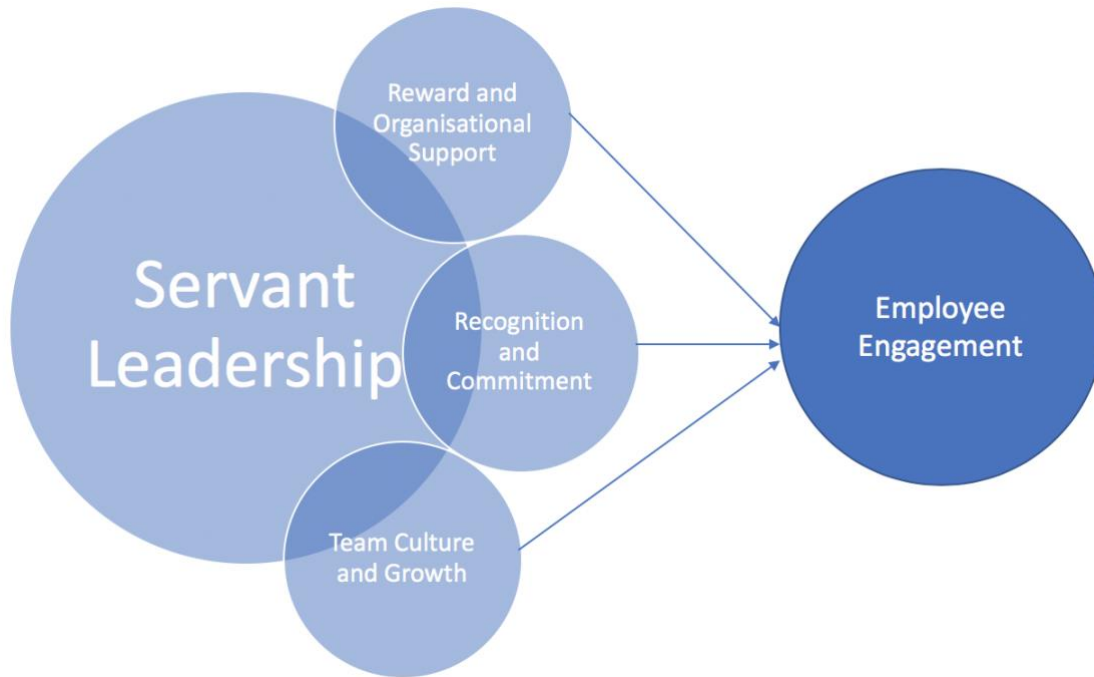 Servant
Leadership
Reward and
Organisational
Support
Recognition
and
Commitment
Team Culture
and Growth
Employee
Engagement